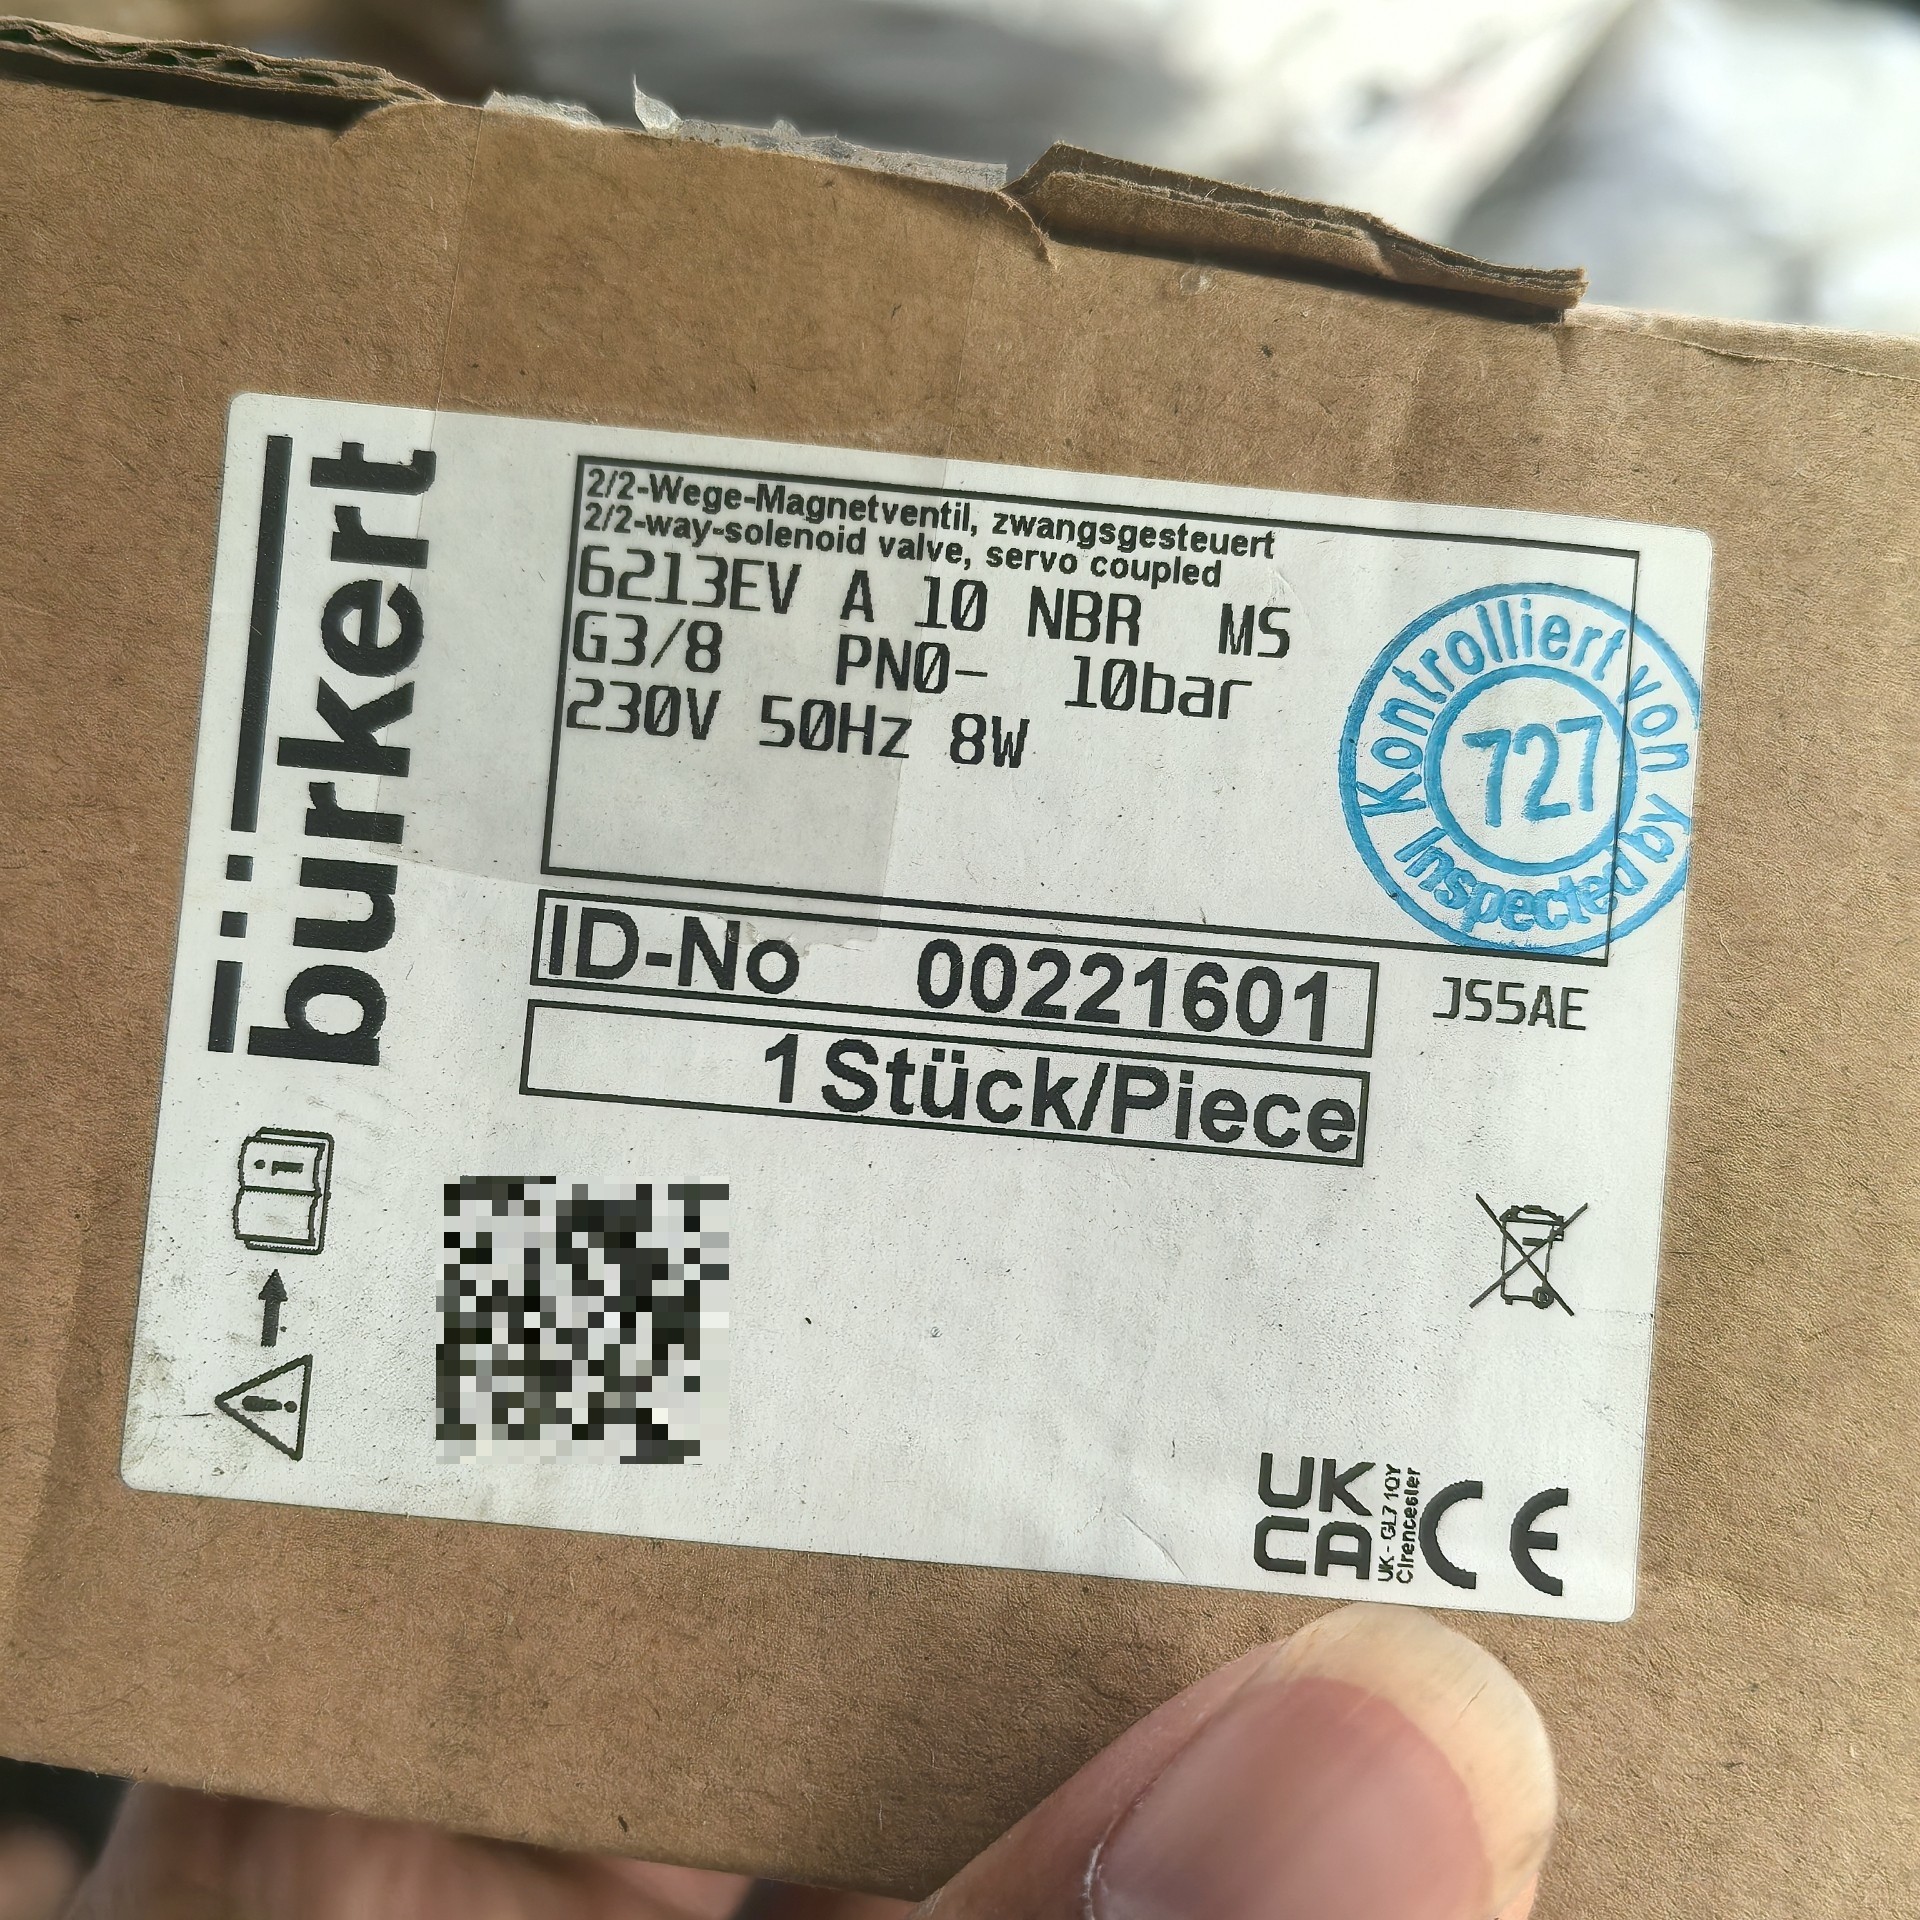 bürkert
2/2-Wege-Magnetventil, zwangsgesteuert
2/2-way-solenoid valve, servo coupled
6213EV A 10 NBR MS
G3/8 PN0- 10bar
230V 50Hz 8W
Kontrolliert von
727
Inspected by
ID-No 00221601
JS5AE
1 Stück/Piece
UK
CA
UK - GL7 1QY
Cirencester
CE